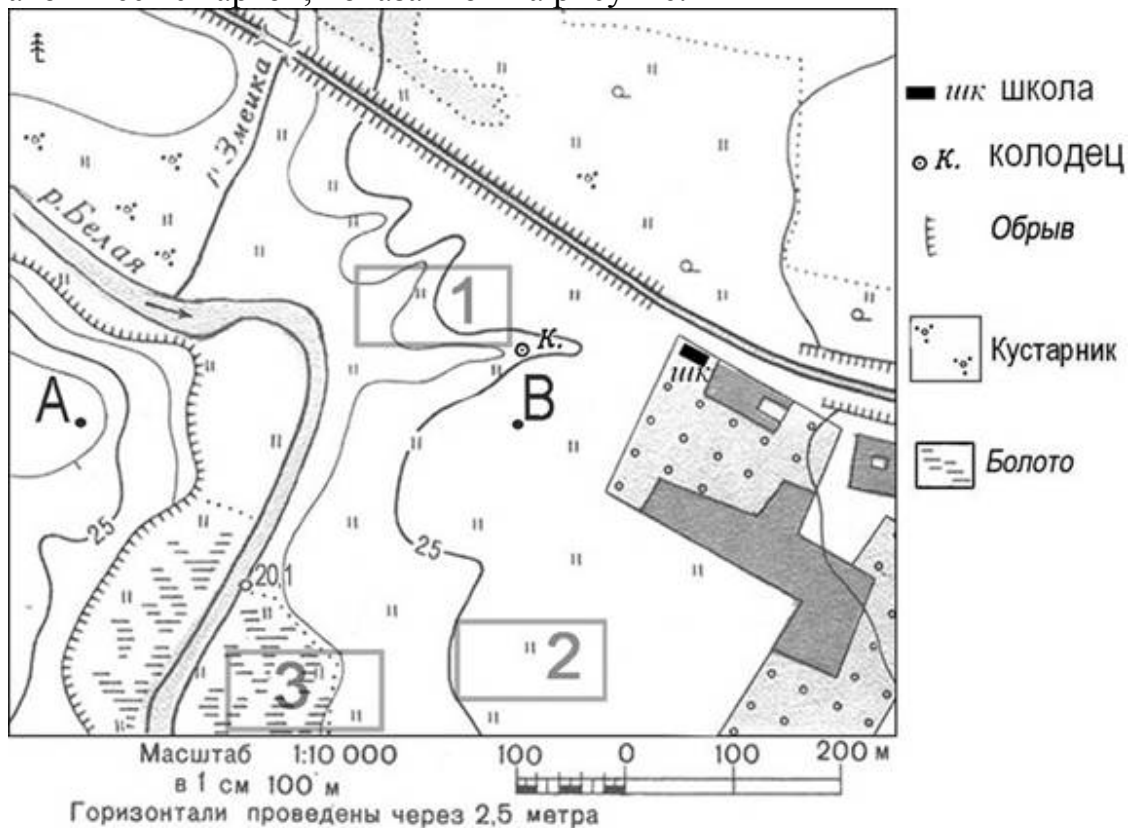 р. Змейка
р. Белая
1
К.
А.
В
шк
25
25
20,1
2
3
шк школа
К. колодец
Обрыв
Кустарник
Болото
Масштаб 1:10 000
в 1 см 100 м
100 0 100 200 м
Горизонтали проведены через 2,5 метра